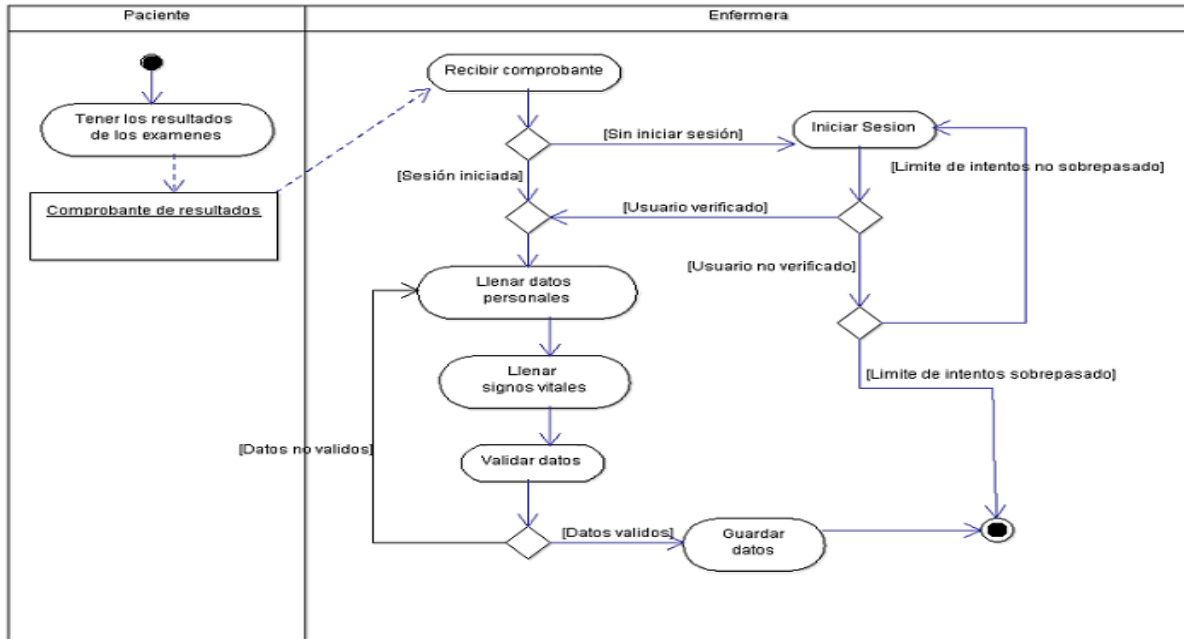 Paciente
Enfermera
Tener los resultados
de los examenes
Comprobante de resultados
Recibir comprobante
[Sin iniciar sesión]
Iniciar Sesion
[Limite de intentos no sobrepasado]
[Sesión iniciada]
[Usuario verificado]
[Usuario no verificado]
Llenar datos
personales
Llenar
signos vitales
[Limite de intentos sobrepasado]
[Datos no validos]
Validar datos
[Datos validos]
Guardar
datos